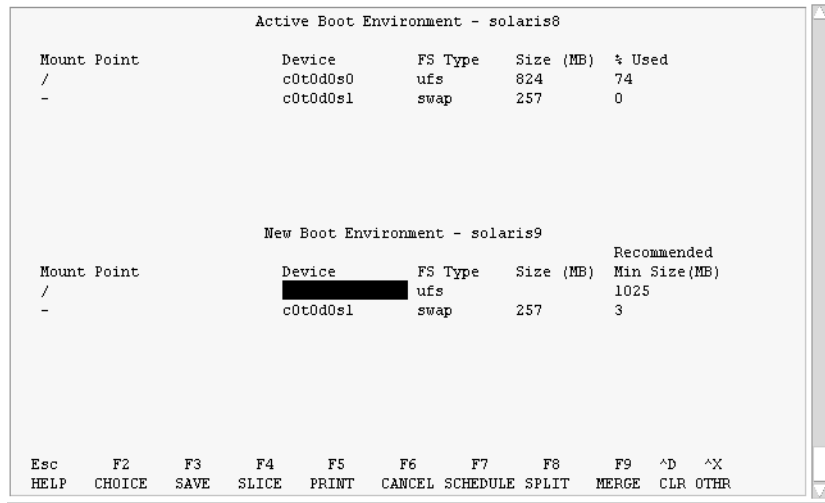 Active Boot Environment - solaris8
Mount Point Device FS Type Size (MB) % Used
/ c0t0d0s0 ufs 824 74
- c0t0d0s1 swap 257 0
New Boot Environment - solaris9
Recommended
Mount Point Device FS Type Size (MB) Min Size(MB)
/ ufs 1025
- c0t0d0s1 swap 257 3
Esc F2 F3 F4 F5 F6 F7 F8 F9 ^D ^X
HELP CHOICE SAVE SLICE PRINT CANCEL SCHEDULE SPLIT MERGE CLR OTHR